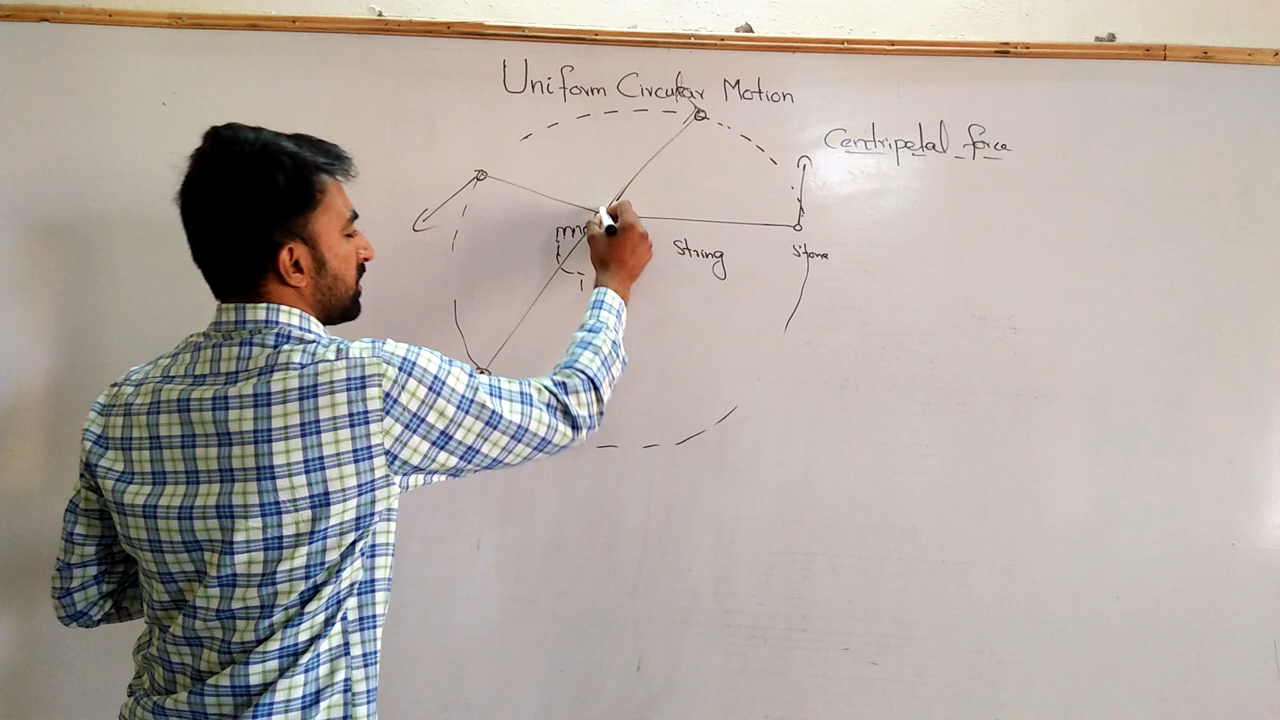 Uniform Circular Motion
Centripetal force
String
Stone